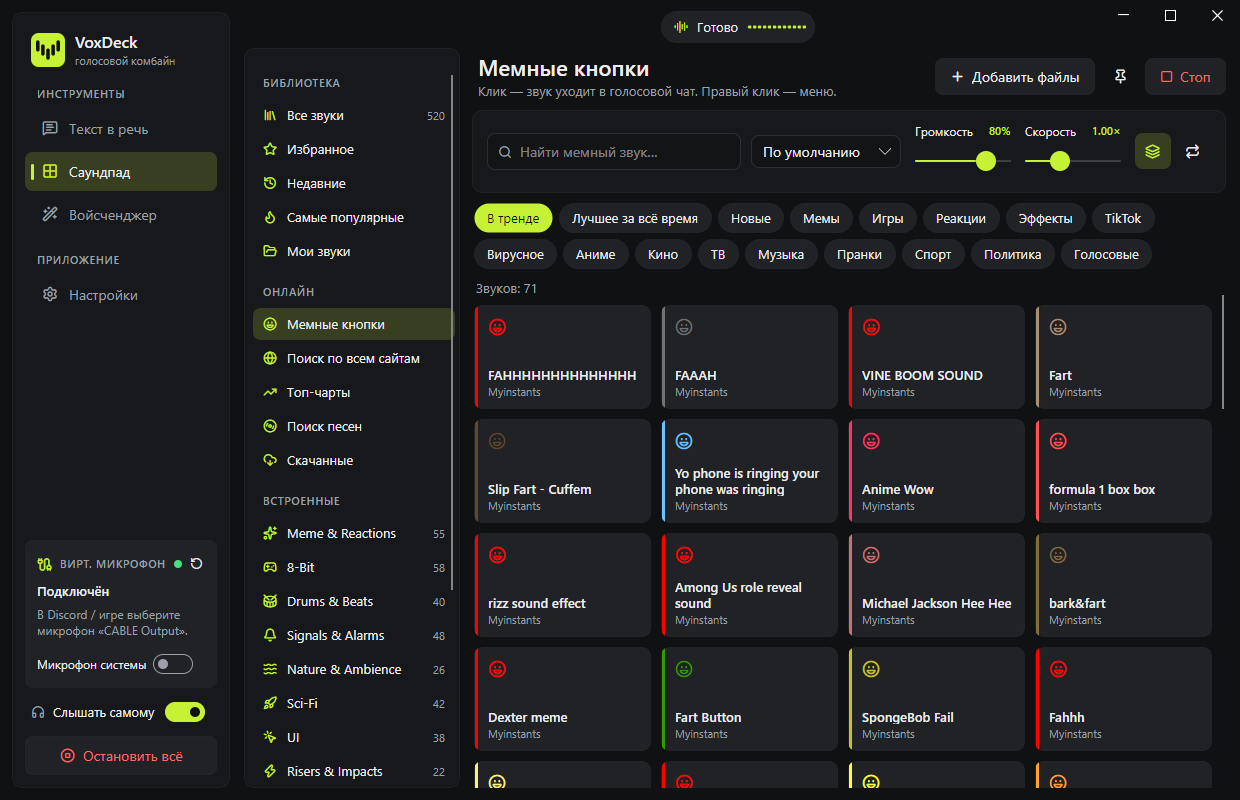 Готово
VoxDeck
голосовой комбайн
ИНСТРУМЕНТЫ
Текст в речь
Саундпад
Войсченджер
ПРИЛОЖЕНИЕ
Настройки
ВИРТ. МИКРОФОН
Подключён
В Discord / игре выберите
микрофон «CABLE Output».
Микрофон системы
Слышать самому
Остановить всё
БИБЛИОТЕКА
Все звуки 520
Избранное
Недавние
Самые популярные
Мои звуки
ОНЛАЙН
Мемные кнопки
Поиск по всем сайтам
Топ-чарты
Поиск песен
Скачанные
ВСТРОЕННЫЕ
Meme & Reactions 55
8-Bit 58
Drums & Beats 40
Signals & Alarms 48
Nature & Ambience 26
Sci-Fi 42
UI 38
Risers & Impacts 22
Мемные кнопки
Клик — звук уходит в голосовой чат. Правый клик — меню.
+ Добавить файлы
Стоп
Найти мемный звук...
По умолчанию
Громкость 80%
Скорость 1.00×
В тренде Лучшее за всё время Новые Мемы Игры Реакции Эффекты TikTok
Вирусное Аниме Кино ТВ Музыка Пранки Спорт Политика Голосовые
Звуков: 71
FAHHHHHHHHHHHHHH
Myinstants
FAAAH
Myinstants
VINE BOOM SOUND
Myinstants
Fart
Myinstants
Slip Fart - Cuffem
Myinstants
Yo phone is ringing your
phone was ringing
Myinstants
Anime Wow
Myinstants
formula 1 box box
Myinstants
rizz sound effect
Myinstants
Among Us role reveal
sound
Myinstants
Michael Jackson Hee Hee
Myinstants
bark&fart
Myinstants
Dexter meme
Myinstants
Fart Button
Myinstants
SpongeBob Fail
Myinstants
Fahhh
Myinstants